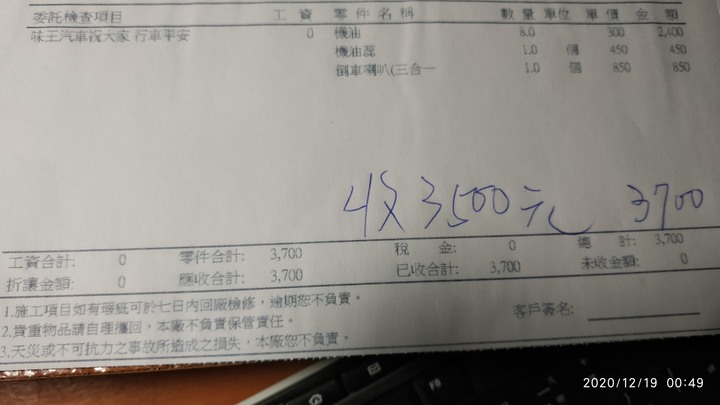 委託檢查項目 工資 零件名稱 數量 單位 單價 金額
味王汽車祝大家 行車平安 0 機油 8.0 300 2,400
機油蕊 1.0 個 450 450
倒車喇叭(三合一 1.0 個 850 850
收 3500元 3700
工資合計: 0 零件合計: 3,700 稅金: 0 總計: 3,700
折讓金額: 0 應收合計: 3,700 已收合計: 3,700 未收金額: 0
1.施工項目如有瑕疵可於七日內回廠檢修，逾期恕不負責。
2.貴重物品請自理攜回，本廠不負責保管責任。
3.天災或不可抗力之事故所造成之損失，本廠恕不負責。
客戶簽名:
F8
2020/12/19 00:49